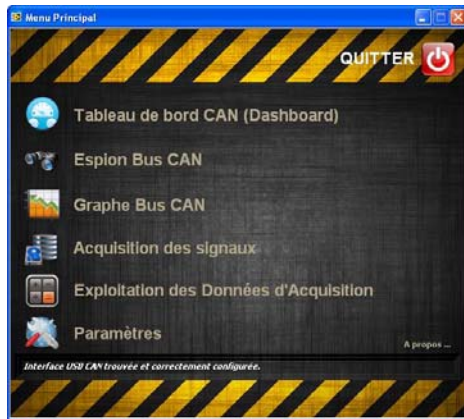 Menu Principal
QUITTER
Tableau de bord CAN (Dashboard)
Espion Bus CAN
Graphe Bus CAN
Acquisition des signaux
Exploitation des Données d'Acquisition
Paramètres
A propos ...
Interface USB CAN trouvée et correctement configurée.